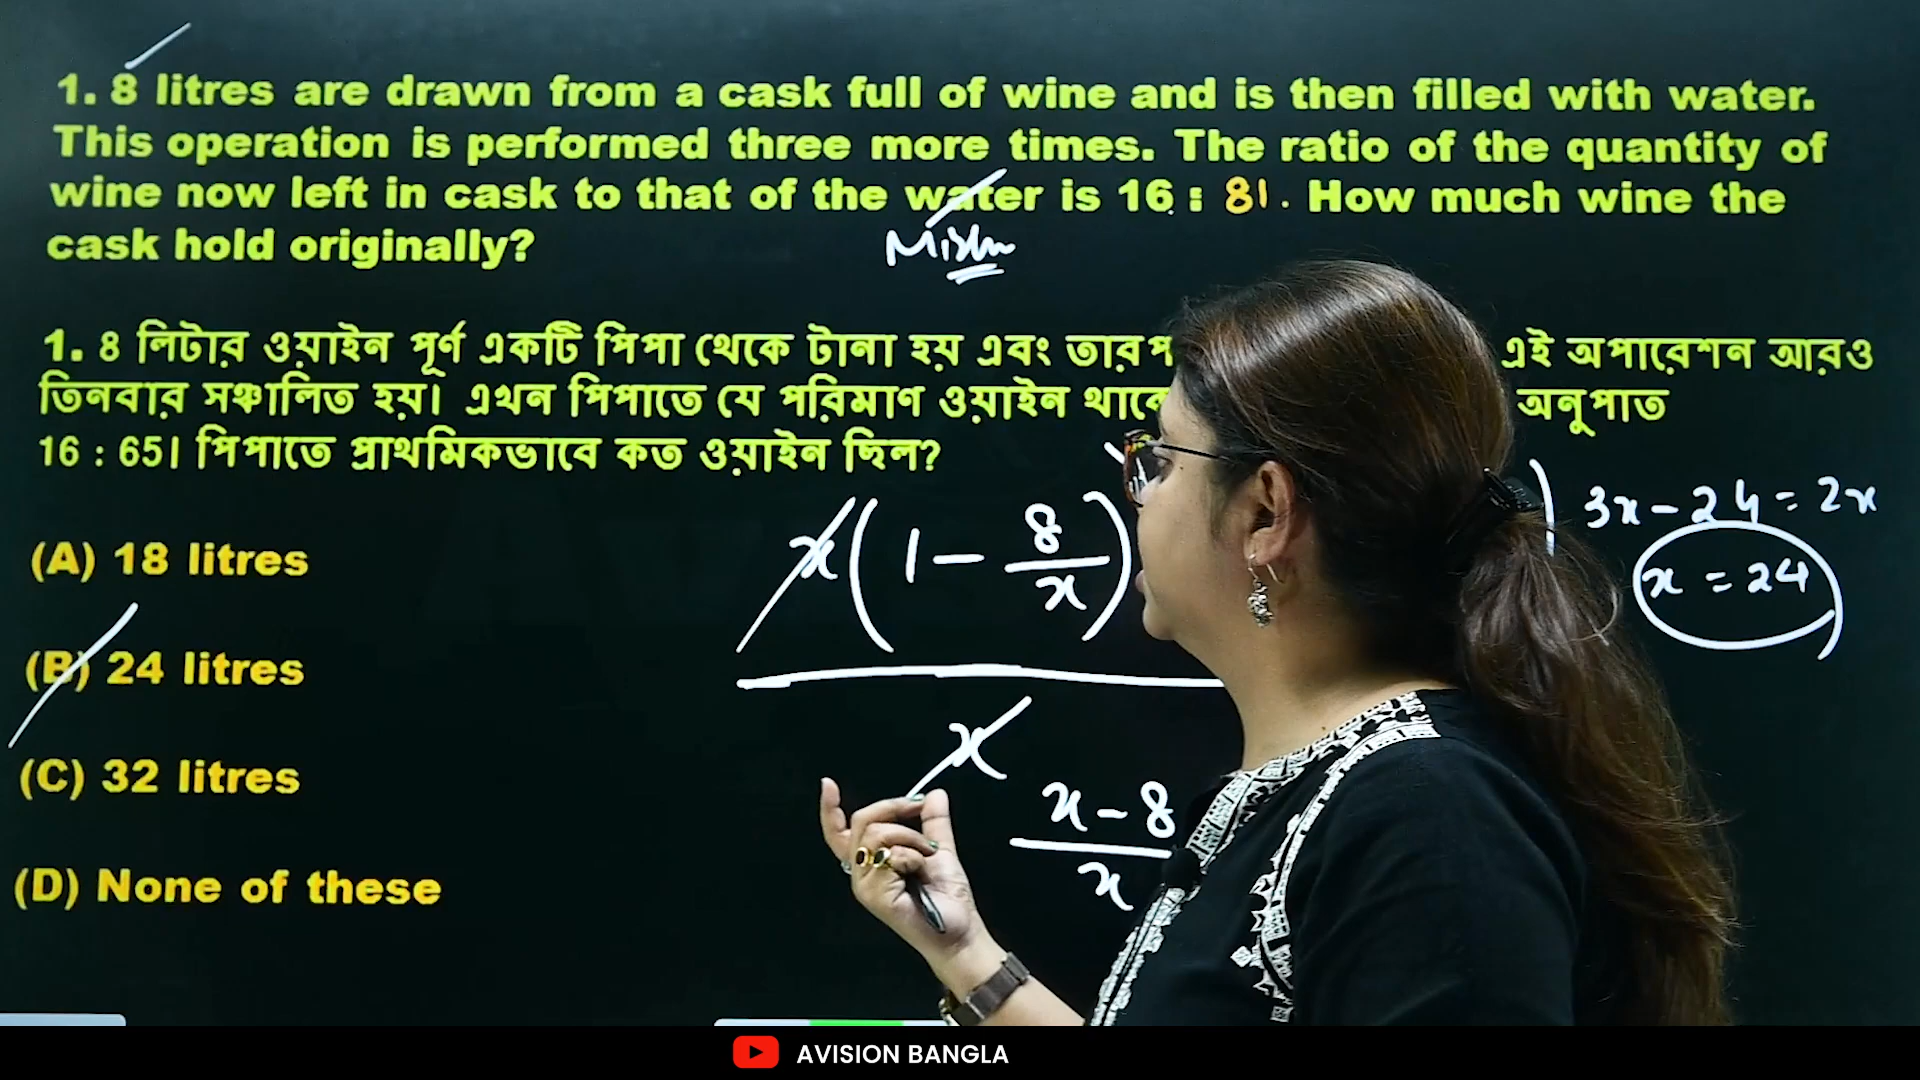 1. 8 litres are drawn from a cask full of wine and is then filled with water.
This operation is performed three more times. The ratio of the quantity of
wine now left in cask to that of the water is 16 : 81. How much wine the
cask hold originally?
1. 8 লিটার ওয়াইন পূর্ণ একটি পিপা থেকে টানা হয় এবং তারপ এই অপারেশন আরও
তিনবার সঞ্চালিত হয়। এখন পিপাতে যে পরিমাণ ওয়াইন থাকে অনুপাত
16 : 65। পিপাতে প্রাথমিকভাবে কত ওয়াইন ছিল?
(A) 18 litres
(B) 24 litres
(C) 32 litres
(D) None of these
x(1 - 8/x)
x
x - 8
x
3x - 24 = 2x
x = 24
AVISION BANGLA